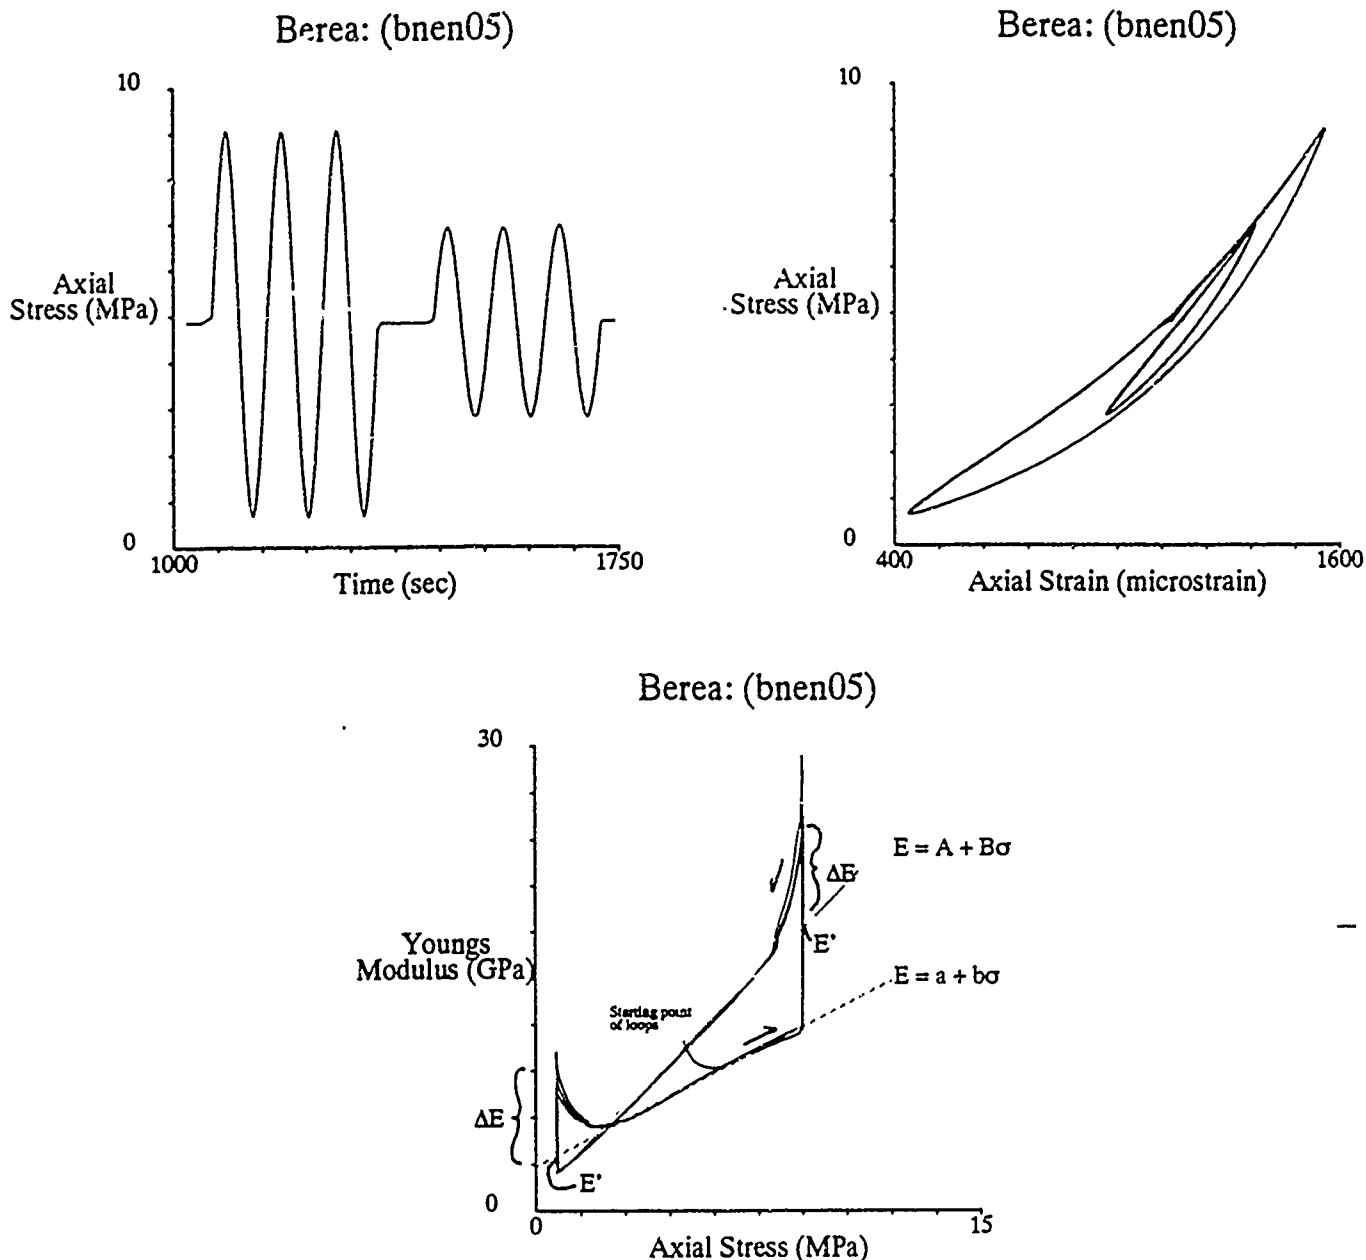 Berea: (bnen05)
10
Axial
Stress (MPa)
0
1000
1750
Time (sec)
Berea: (bnen05)
10
Axial
Stress (MPa)
0
400
1600
Axial Strain (microstrain)
Berea: (bnen05)
30
E = A + Bσ
ΔE
E'
Youngs
Modulus (GPa)
E = a + bσ
Starting point
of loops
ΔE
E'
0
0
15
Axial Stress (MPa)